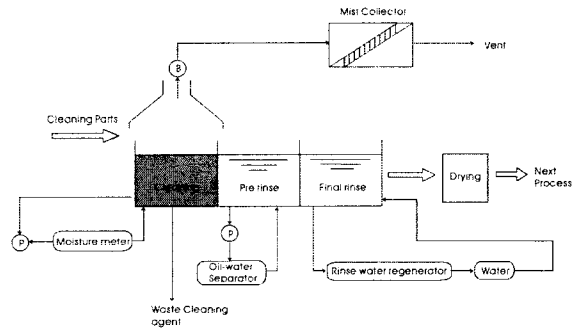 Mist Collector
B
Vent
Cleaning Parts
Pre rinse
Final rinse
Drying
Next
Process
P
Moisture meter
P
Oil-water
Separator
Rinse water regenerator
Water
Waste Cleaning
agent